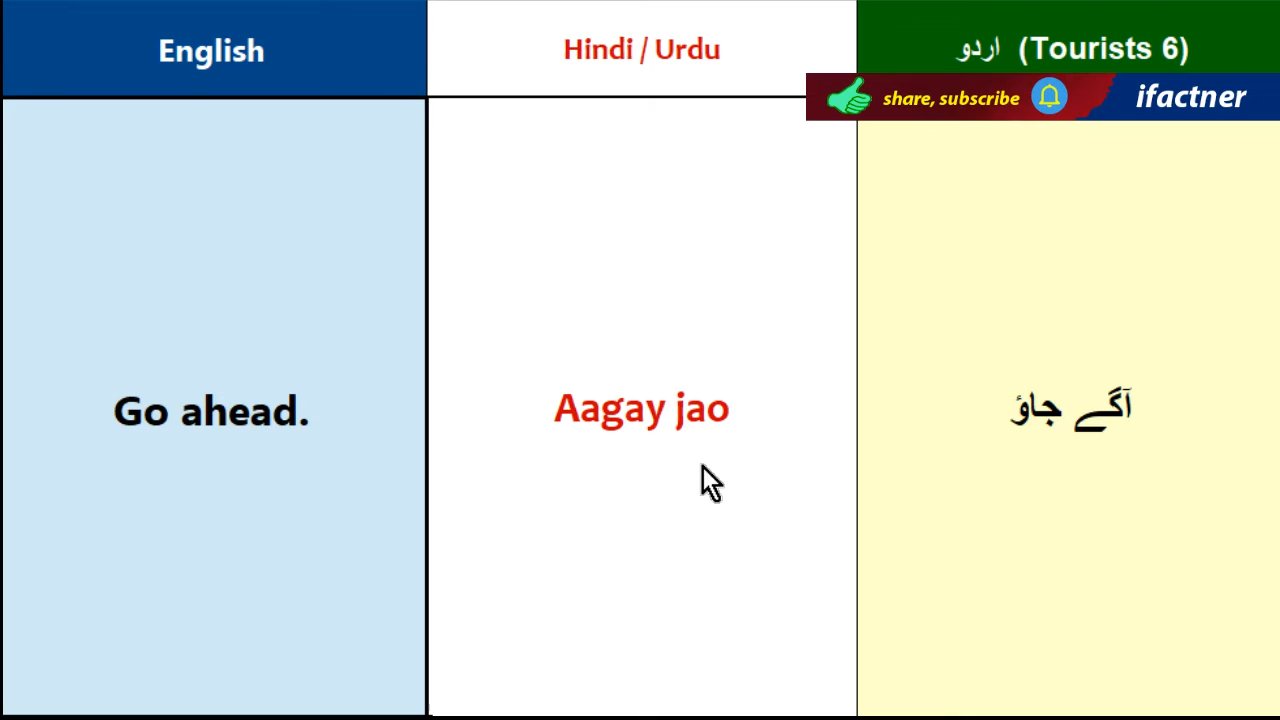 English
Hindi / Urdu
اردو (Tourists 6)
share, subscribe
ifactner
Go ahead.
Aagay jao
آگے جاؤ